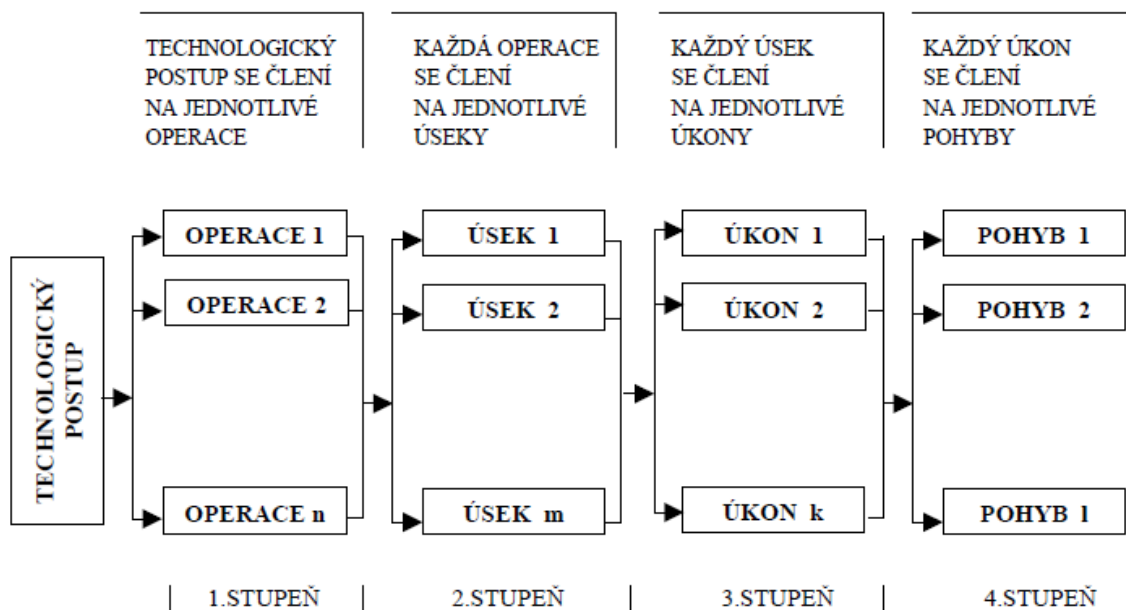 TECHNOLOGICKÝ
POSTUP SE ČLENÍ
NA JEDNOTLIVÉ
OPERACE
KAŽDÁ OPERACE
SE ČLENÍ
NA JEDNOTLIVÉ
ÚSEKY
KAŽDÝ ÚSEK
SE ČLENÍ
NA JEDNOTLIVÉ
ÚKONY
KAŽDÝ ÚKON
SE ČLENÍ
NA JEDNOTLIVÉ
POHYBY
TECHNOLOGICKÝ
POSTUP
OPERACE 1
OPERACE 2
OPERACE n
ÚSEK 1
ÚSEK 2
ÚSEK m
ÚKON 1
ÚKON 2
ÚKON k
POHYB 1
POHYB 2
POHYB l
1.STUPEŇ
2.STUPEŇ
3.STUPEŇ
4.STUPEŇ